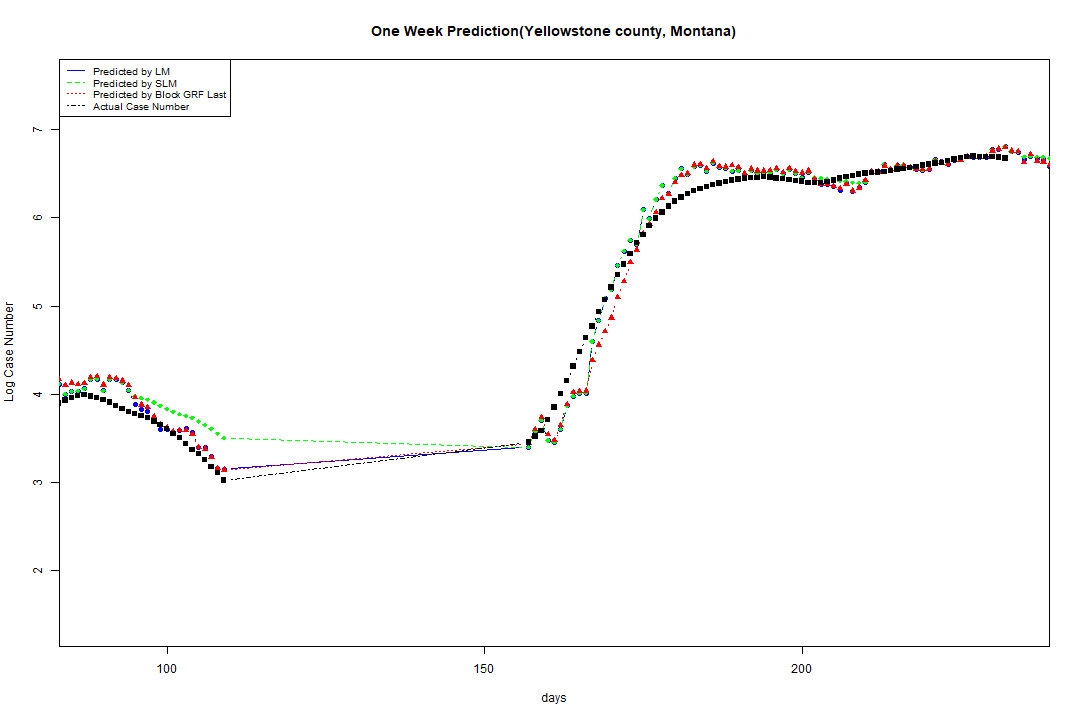 One Week Prediction(Yellowstone county, Montana)
Predicted by LM
Predicted by SLM
Predicted by Block GRF Last
Actual Case Number
7
6
5
4
3
2
Log Case Number
100 150 200
days